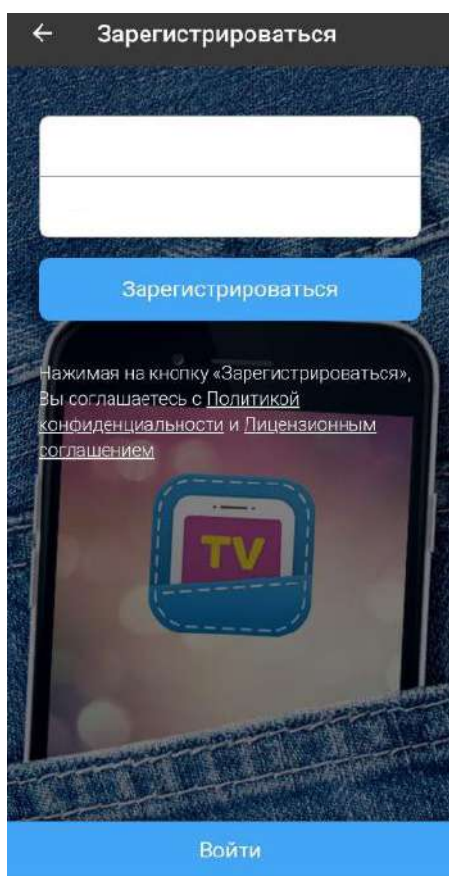 Зарегистрироваться
Зарегистрироваться
Нажимая на кнопку «Зарегистрироваться»,
Вы соглашаетесь с Политикой
конфиденциальности и Лицензионным
соглашением
TV
Войти